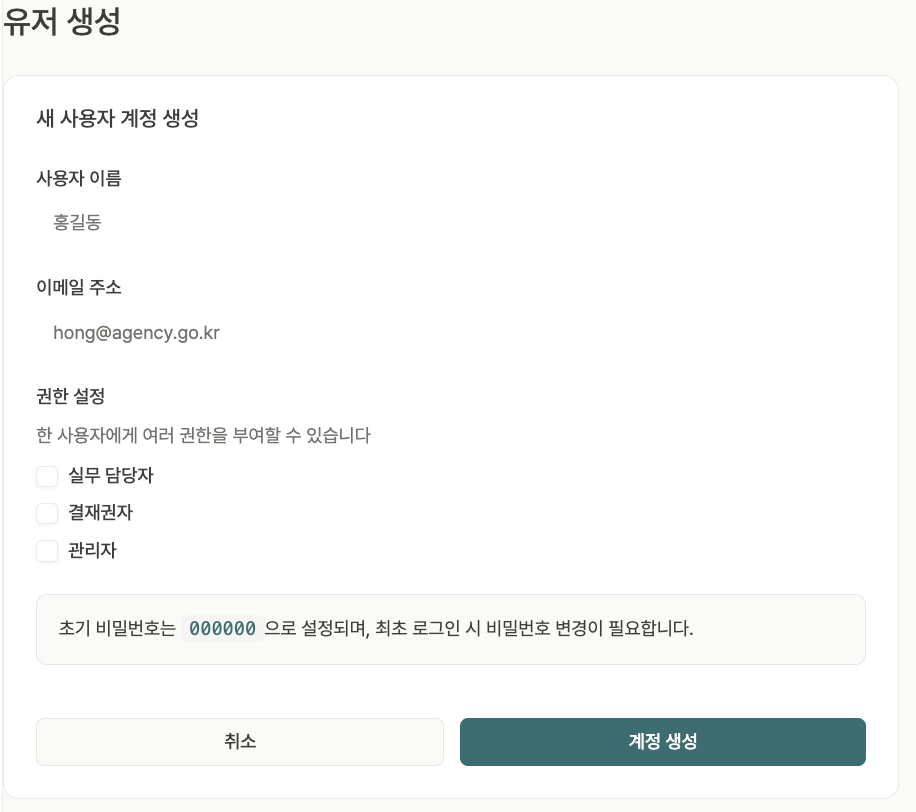 유저 생성
새 사용자 계정 생성
사용자 이름
홍길동
이메일 주소
hong@agency.go.kr
권한 설정
한 사용자에게 여러 권한을 부여할 수 있습니다
실무 담당자
결재권자
관리자
초기 비밀번호는 000000 으로 설정되며, 최초 로그인 시 비밀번호 변경이 필요합니다.
취소
계정 생성